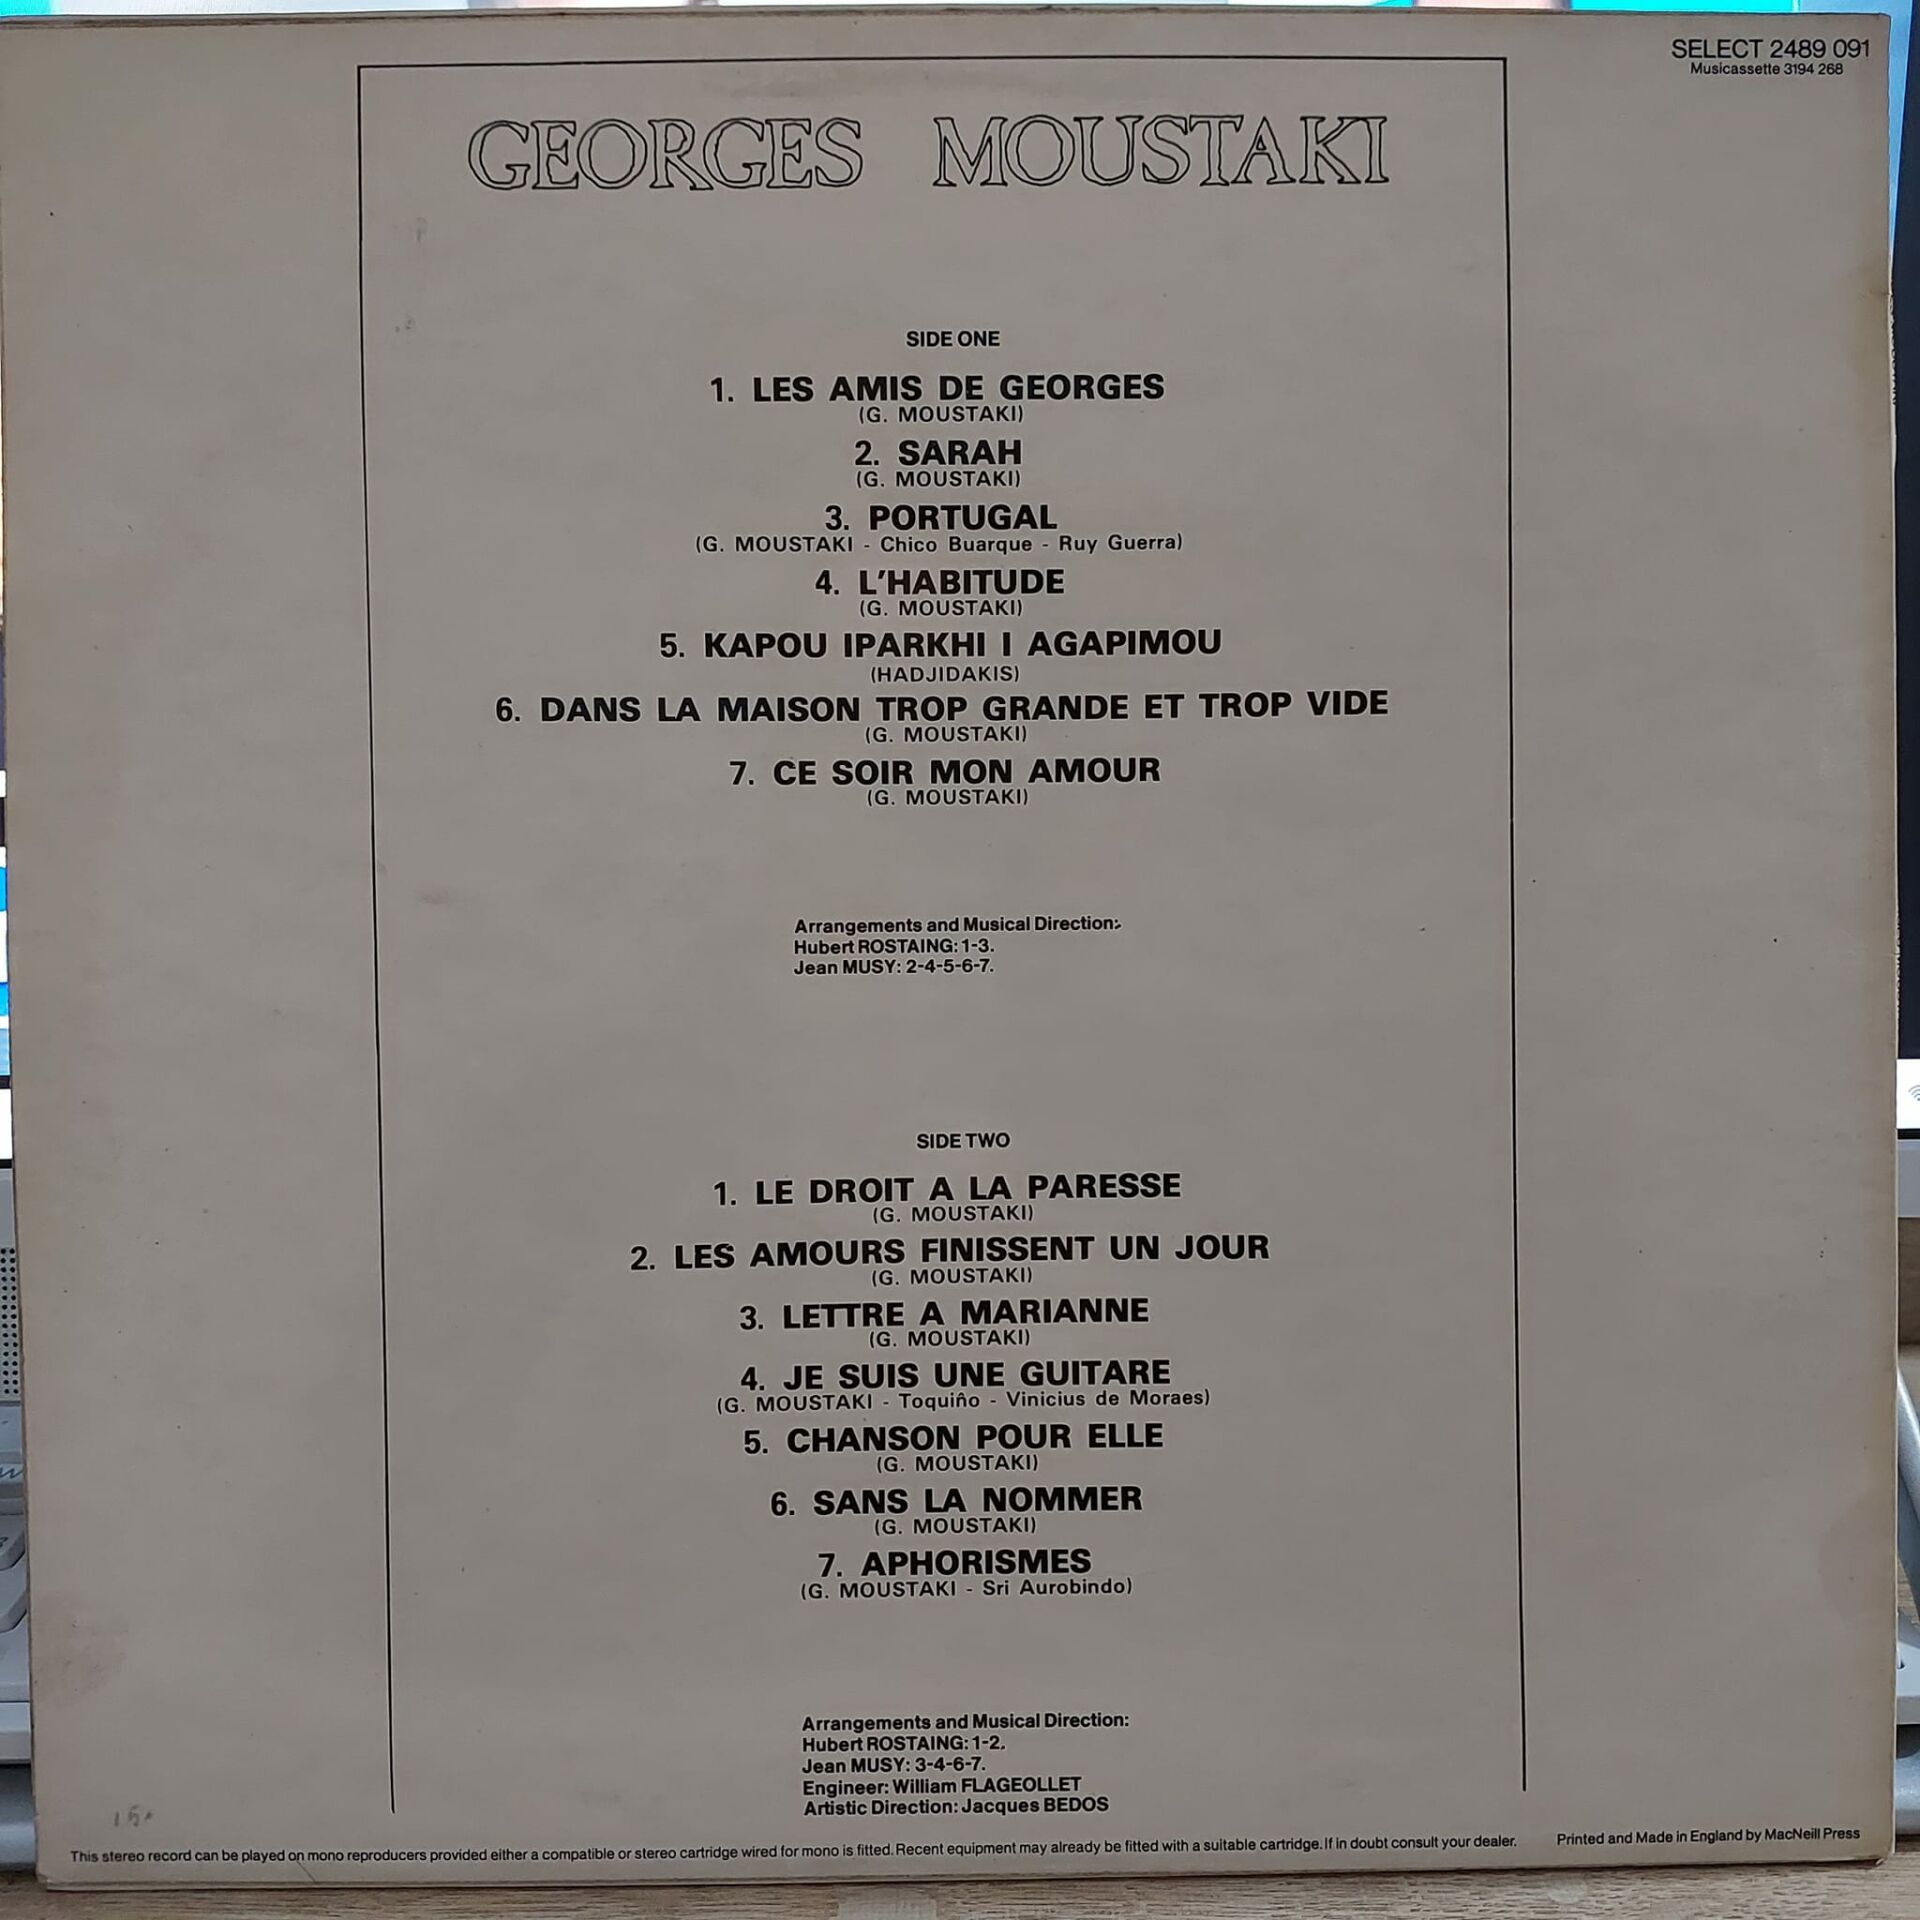 SELECT 2489 091
Musicassette 3194 268
GEORGES MOUSTAKI
SIDE ONE
1. LES AMIS DE GEORGES
(G. MOUSTAKI)
2. SARAH
(G. MOUSTAKI)
3. PORTUGAL
(G. MOUSTAKI - Chico Buarque - Ruy Guerra)
4. L'HABITUDE
(G. MOUSTAKI)
5. KAPOU IPARKHI I AGAPIMOU
(HADJIDAKIS)
6. DANS LA MAISON TROP GRANDE ET TROP VIDE
(G. MOUSTAKI)
7. CE SOIR MON AMOUR
(G. MOUSTAKI)
Arrangements and Musical Direction:
Hubert ROSTAING: 1-3.
Jean MUSY: 2-4-5-6-7.
SIDE TWO
1. LE DROIT A LA PARESSE
(G. MOUSTAKI)
2. LES AMOURS FINISSENT UN JOUR
(G. MOUSTAKI)
3. LETTRE A MARIANNE
(G. MOUSTAKI)
4. JE SUIS UNE GUITARE
(G. MOUSTAKI - Toquiño - Vinicius de Moraes)
5. CHANSON POUR ELLE
(G. MOUSTAKI)
6. SANS LA NOMMER
(G. MOUSTAKI)
7. APHORISMES
(G. MOUSTAKI - Sri Aurobindo)
Arrangements and Musical Direction:
Hubert ROSTAING: 1-2.
Jean MUSY: 3-4-6-7.
Engineer: William FLAGEOLLET
Artistic Direction: Jacques BEDOS
This stereo record can be played on mono reproducers provided either a compatible or stereo cartridge wired for mono is fitted. Recent equipment may already be fitted with a suitable cartridge. If in doubt consult your dealer.
Printed and Made in England by MacNeill Press